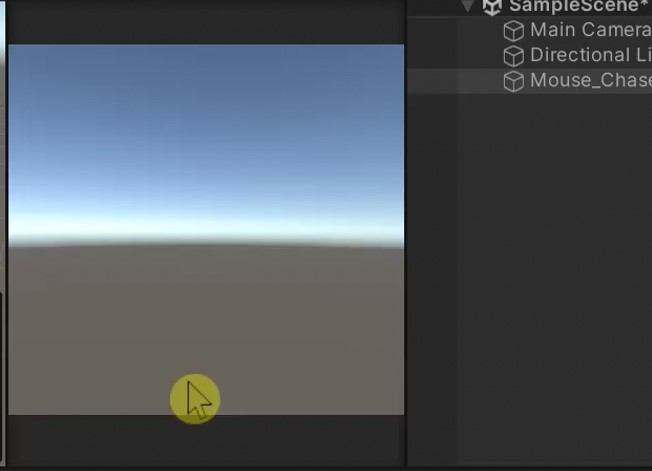 SampleScene*
Main Camera
Directional Li
Mouse_Chase